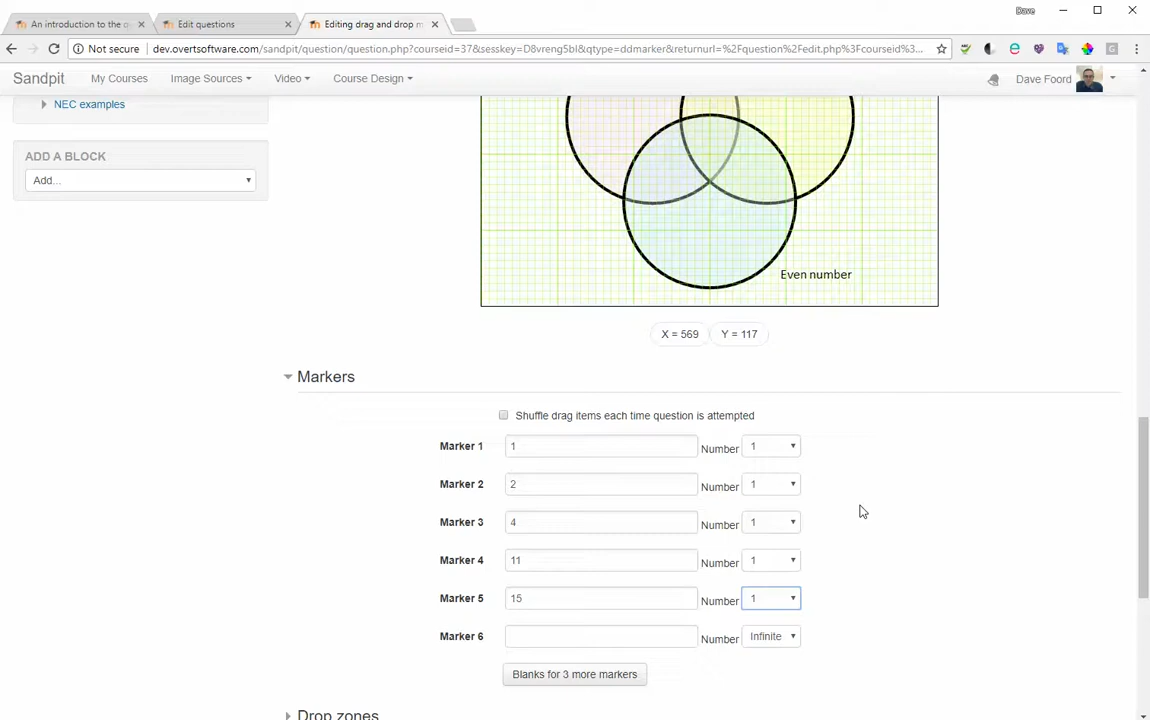 Dave
An introduction to the q
Edit questions
Editing drag and drop m
Not secure
dev.overtsoftware.com/sandpit/question/question.php?courseid=37&sesskey=D8vreng5bl&qtype=ddmarker&returnurl=%2Fquestion%2Fedit.php%3Fcourseid%3...
Sandpit
My Courses
Image Sources
Video
Course Design
Dave Foord
NEC examples
ADD A BLOCK
Add...
Even number
X = 569
Y = 117
Markers
Shuffle drag items each time question is attempted
Marker 1 1 Number 1
Marker 2 2 Number 1
Marker 3 4 Number 1
Marker 4 11 Number 1
Marker 5 15 Number 1
Marker 6 Number Infinite
Blanks for 3 more markers
Drop zones